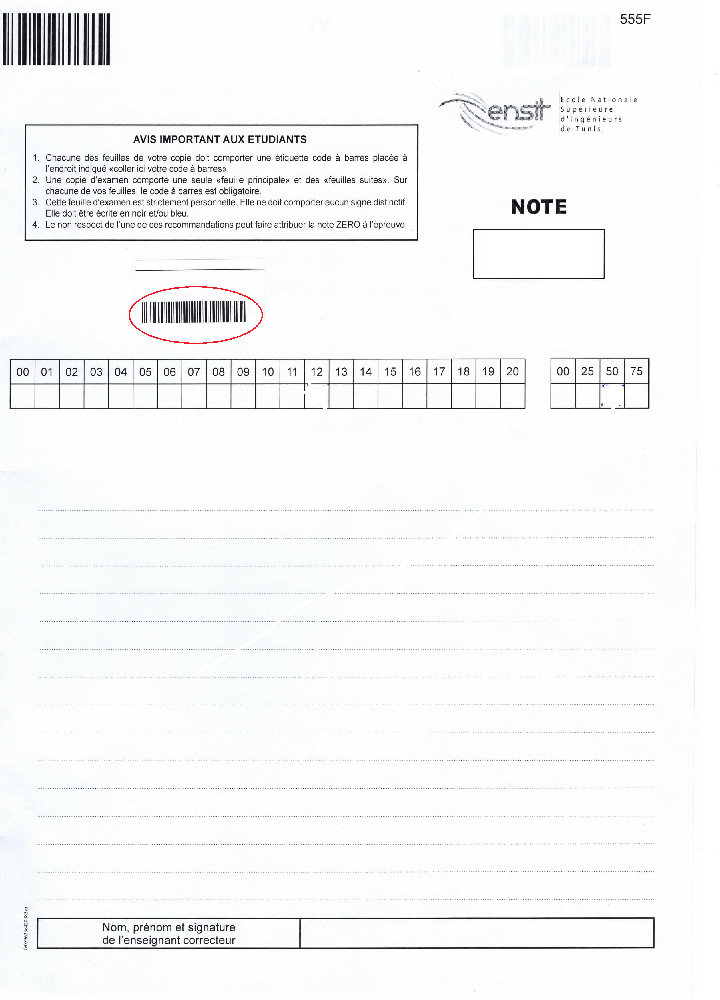 555F
ensit
Ecole Nationale
Supérieure
d'Ingénieurs
de Tunis
AVIS IMPORTANT AUX ETUDIANTS
1. Chacune des feuilles de votre copie doit comporter une étiquette code à barres placée à
l'endroit indiqué «coller ici votre code à barres».
2. Une copie d'examen comporte une seule «feuille principale» et des «feuilles suites». Sur
chacune de vos feuilles, le code à barres est obligatoire.
3. Cette feuille d'examen est strictement personnelle. Elle ne doit comporter aucun signe distinctif.
Elle doit être écrite en noir et/ou bleu.
4. Le non respect de l'une de ces recommandations peut faire attribuer la note ZERO à l'épreuve.
NOTE
00 01 02 03 04 05 06 07 08 09 10 11 12 13 14 15 16 17 18 19 20 00 25 50 75
Nom, prénom et signature
de l'enseignant correcteur